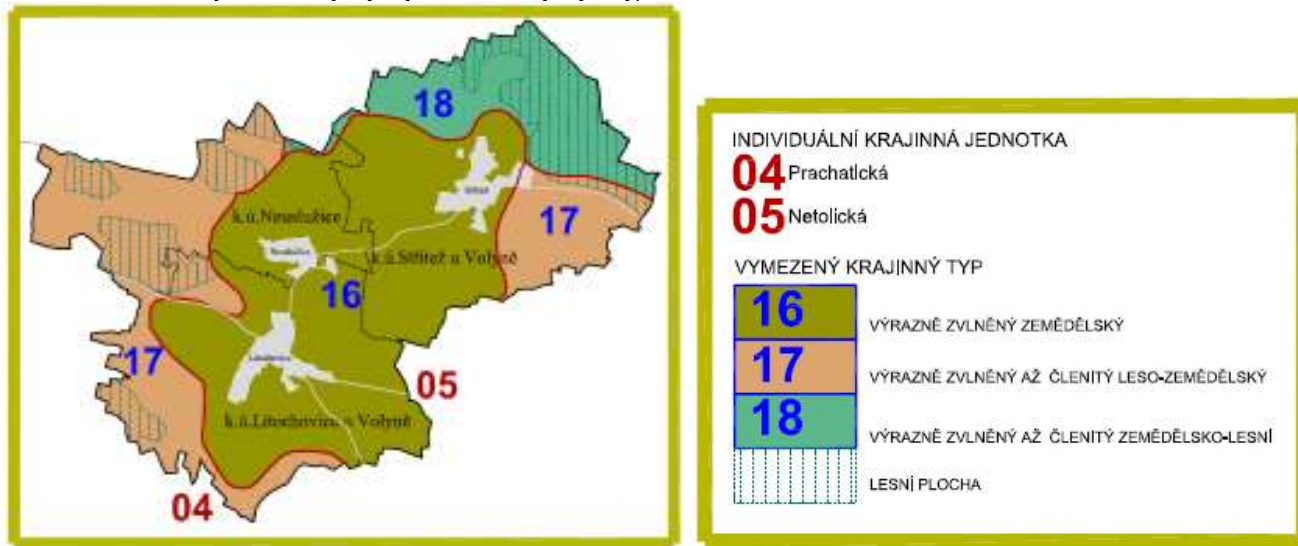 18
17
k.ú.Neuslužice
k.ú.Střítež u Volyně
16
17
05
k.ú.Litochovice u Volyně
04
INDIVIDUÁLNÍ KRAJINNÁ JEDNOTKA
04 Prachatická
05 Netolická
VYMEZENÝ KRAJINNÝ TYP
16 VÝRAZNĚ ZVLNĚNÝ ZEMĚDĚLSKÝ
17 VÝRAZNĚ ZVLNĚNÝ AŽ ČLENITÝ LESO-ZEMĚDĚLSKÝ
18 VÝRAZNĚ ZVLNĚNÝ AŽ ČLENITÝ ZEMĚDĚLSKO-LESNÍ
LESNÍ PLOCHA